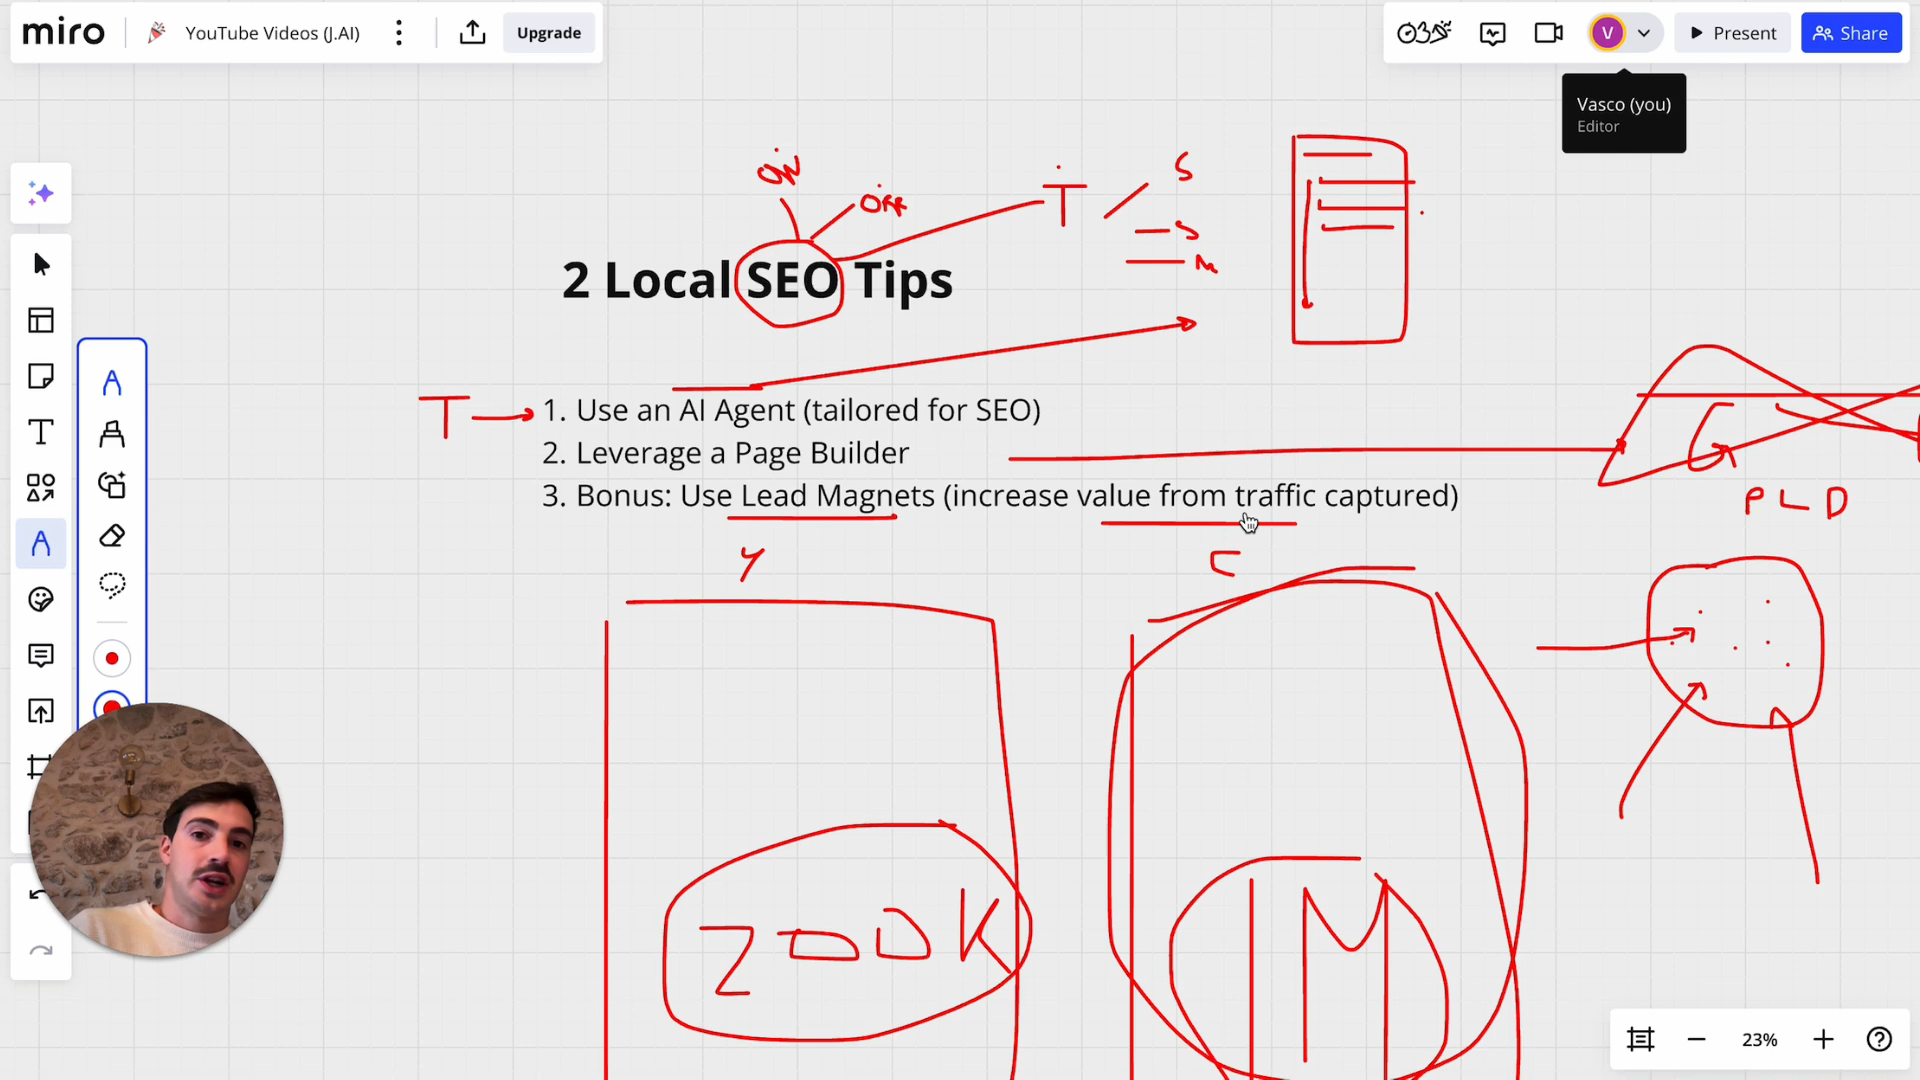 miro
YouTube Videos (J.AI)
Upgrade
V
Present
Share
Vasco (you)
Editor
ON
OFF
T
S
S
M
2 Local SEO Tips
T
1. Use an AI Agent (tailored for SEO)
2. Leverage a Page Builder
3. Bonus: Use Lead Magnets (increase value from traffic captured)
P L D
Y
200K
1M
23%